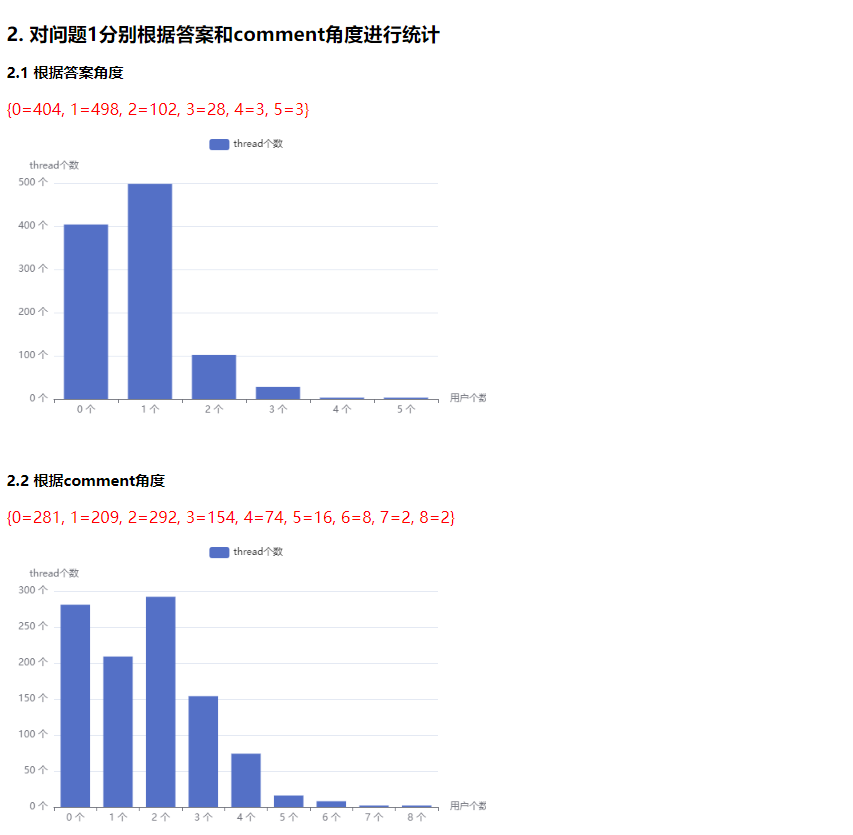 2. 对问题1分别根据答案和comment角度进行统计
2.1 根据答案角度
{0=404, 1=498, 2=102, 3=28, 4=3, 5=3}
thread个数
thread个数
500 个
400 个
300 个
200 个
100 个
0 个
0 个 1 个 2 个 3 个 4 个 5 个 用户个数
2.2 根据comment角度
{0=281, 1=209, 2=292, 3=154, 4=74, 5=16, 6=8, 7=2, 8=2}
thread个数
thread个数
300 个
250 个
200 个
150 个
100 个
50 个
0 个
0 个 1 个 2 个 3 个 4 个 5 个 6 个 7 个 8 个 用户个数